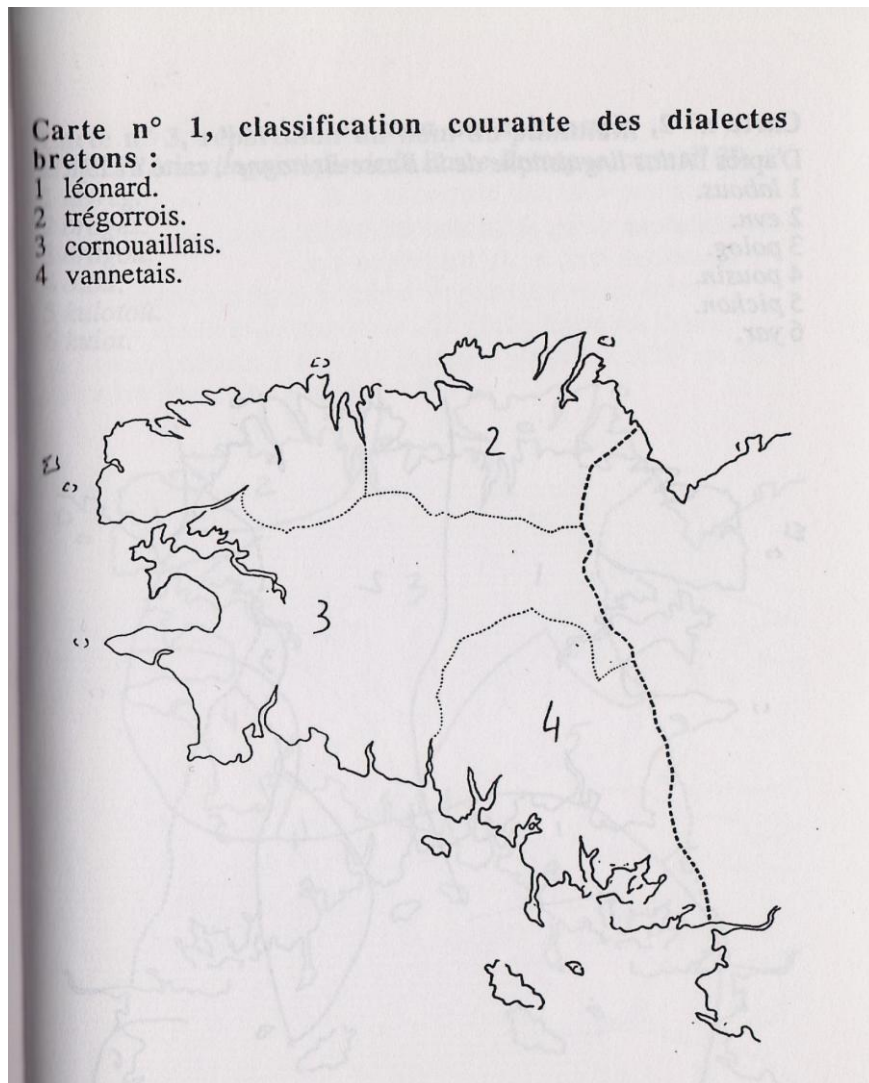 Carte n° 1, classification courante des dialectes
bretons :
1 léonard.
2 trégorrois.
3 cornouaillais.
4 vannetais.
1
2
3
4